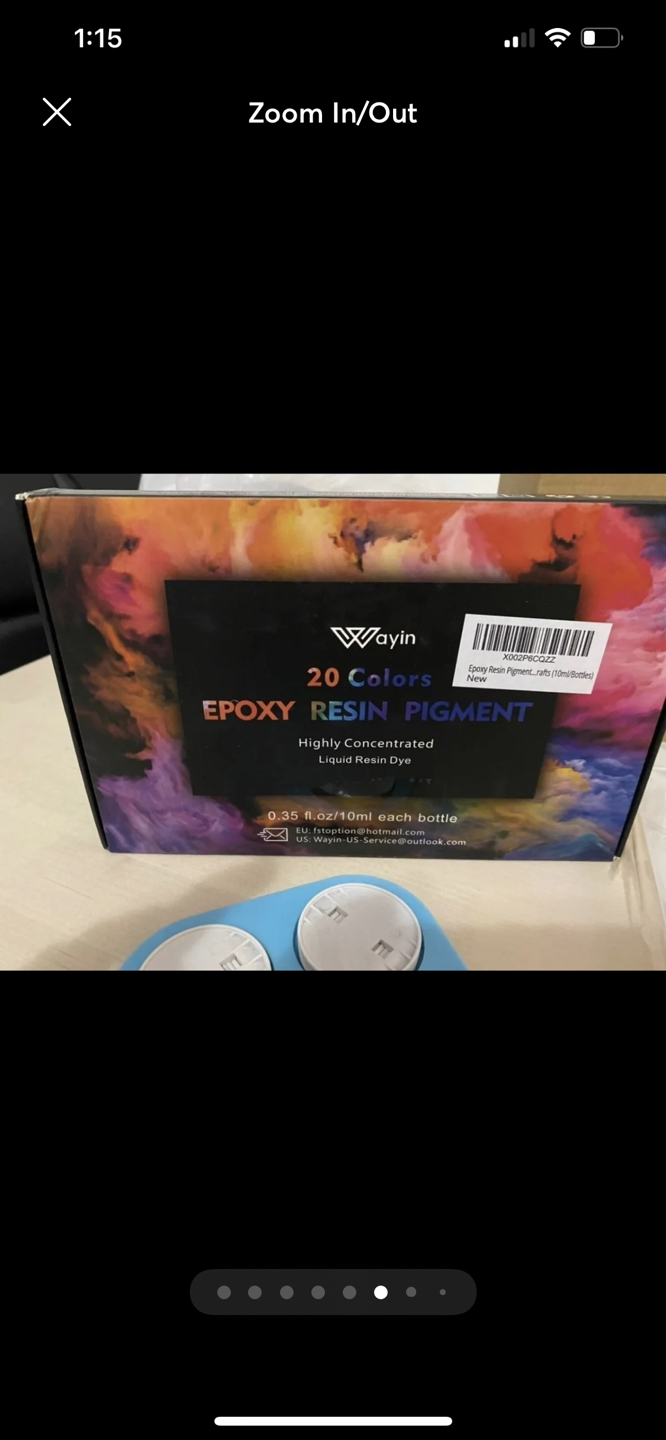 1:15
Zoom In/Out
Wayin
X002P6CQZZ
Epoxy Resin Pigment...rafts (10ml/Bottles)
New
20 Colors
EPOXY RESIN PIGMENT
Highly Concentrated
Liquid Resin Dye
0.35 fl.oz/10ml each bottle
EU: fstoption@hotmail.com
US: Wayin-US-Service@outlook.com